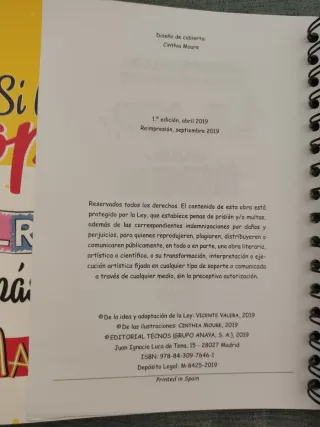 Diseño de cubierta:
Cinthia Moure
Si
1.ª edición, abril 2019
Reimpresión, septiembre 2019
Reservados todos los derechos. El contenido de esta obra está
protegido por la Ley, que establece penas de prisión y/o multas,
además de las correspondientes indemnizaciones por daños y
perjuicios, para quienes reprodujeren, plagiaren, distribuyeren o
comunicaren públicamente, en todo o en parte, una obra literaria,
artística o científica, o su transformación, interpretación o eje-
cución artística fijada en cualquier tipo de soporte o comunicada
a través de cualquier medio, sin la preceptiva autorización.
© De la idea y adaptación de la Ley: VICENTE VALERA, 2019
© De las ilustraciones: CINTHIA MOURE, 2019
© EDITORIAL TECNOS (GRUPO ANAYA, S. A.), 2019
Juan Ignacio Luca de Tena, 15 - 28027 Madrid
ISBN: 978-84-309-7646-1
Depósito Legal: M-8425-2019
Printed in Spain